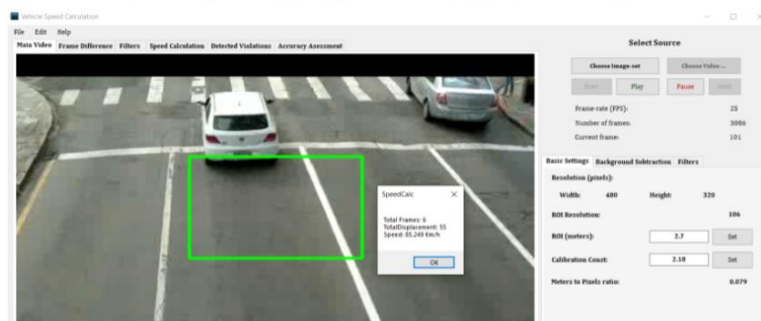 Vehicle Speed Calculation
File Edit Help
Main Video Frame Difference Filters Speed Calculation Detected Violations Accuracy Asessment
Select Source
Choose Image-set Choose Video ...
Prev Play Pause Next
Frame-rate (FPS): 25
Number of frames: 3086
Current frame: 101
Basic Settings Background Subtraction Filters
Resolution (pixels):
Width: 480 Height: 320
ROI Resolution: 106
ROI (meters): 2.7 Set
Calibration Const: 2.10 Set
Meters to Pixels ratio: 0.079
SpeedCalc
Total Frames: 6
TotalDisplacement: 55
Speed: 85.249 Km/h
OK